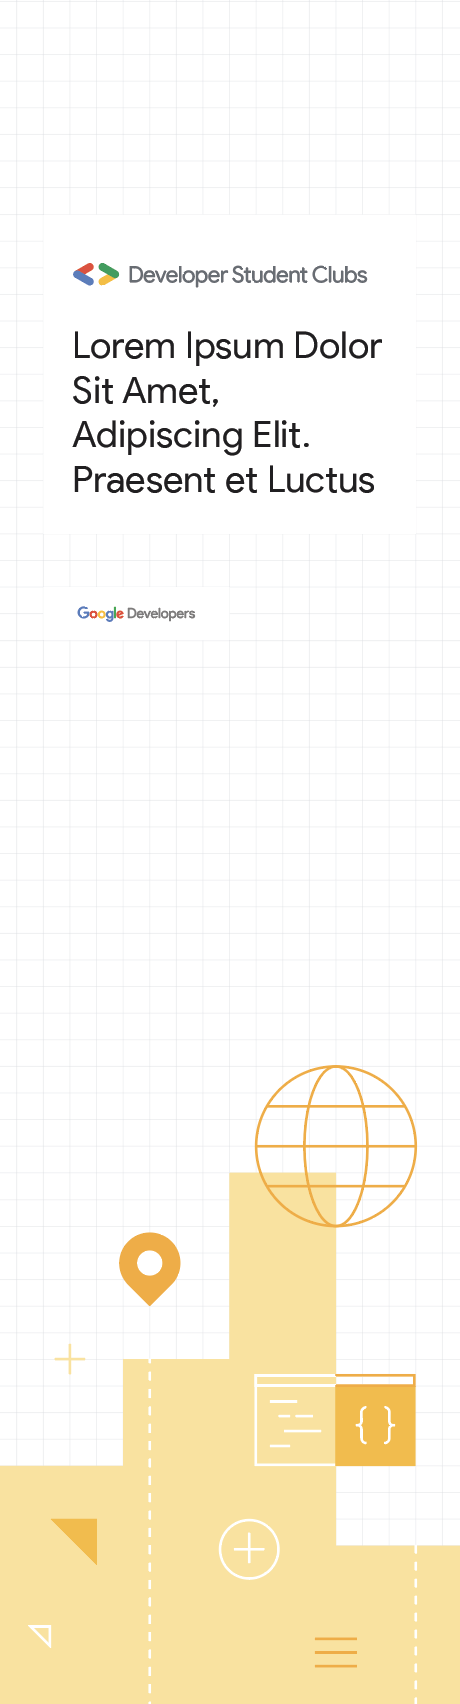 Developer Student Clubs
Lorem Ipsum Dolor
Sit Amet,
Adipiscing Elit.
Praesent et Luctus
Google Developers
{ }